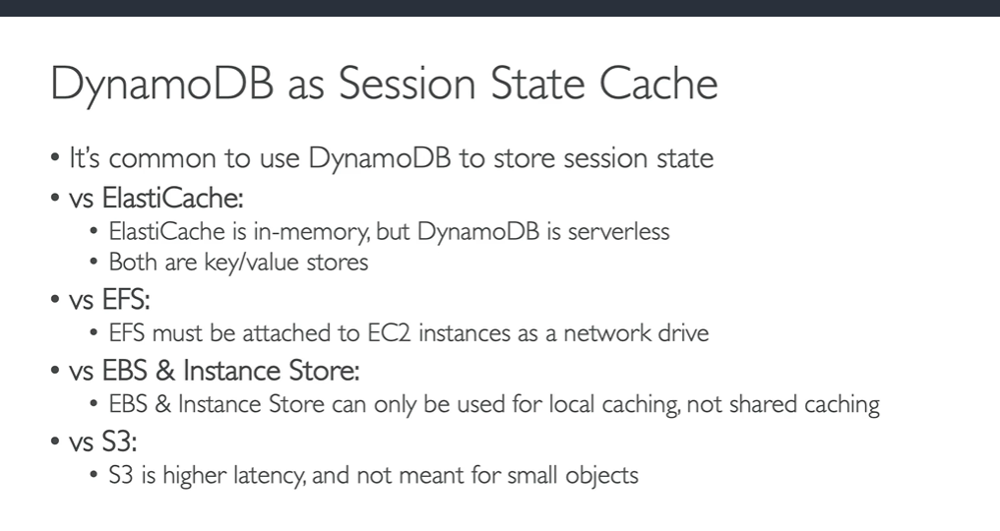 DynamoDB as Session State Cache
• It's common to use DynamoDB to store session state
• vs ElastiCache:
• ElastiCache is in-memory, but DynamoDB is serverless
• Both are key/value stores
• vs EFS:
• EFS must be attached to EC2 instances as a network drive
• vs EBS & Instance Store:
• EBS & Instance Store can only be used for local caching, not shared caching
• vs S3:
• S3 is higher latency, and not meant for small objects